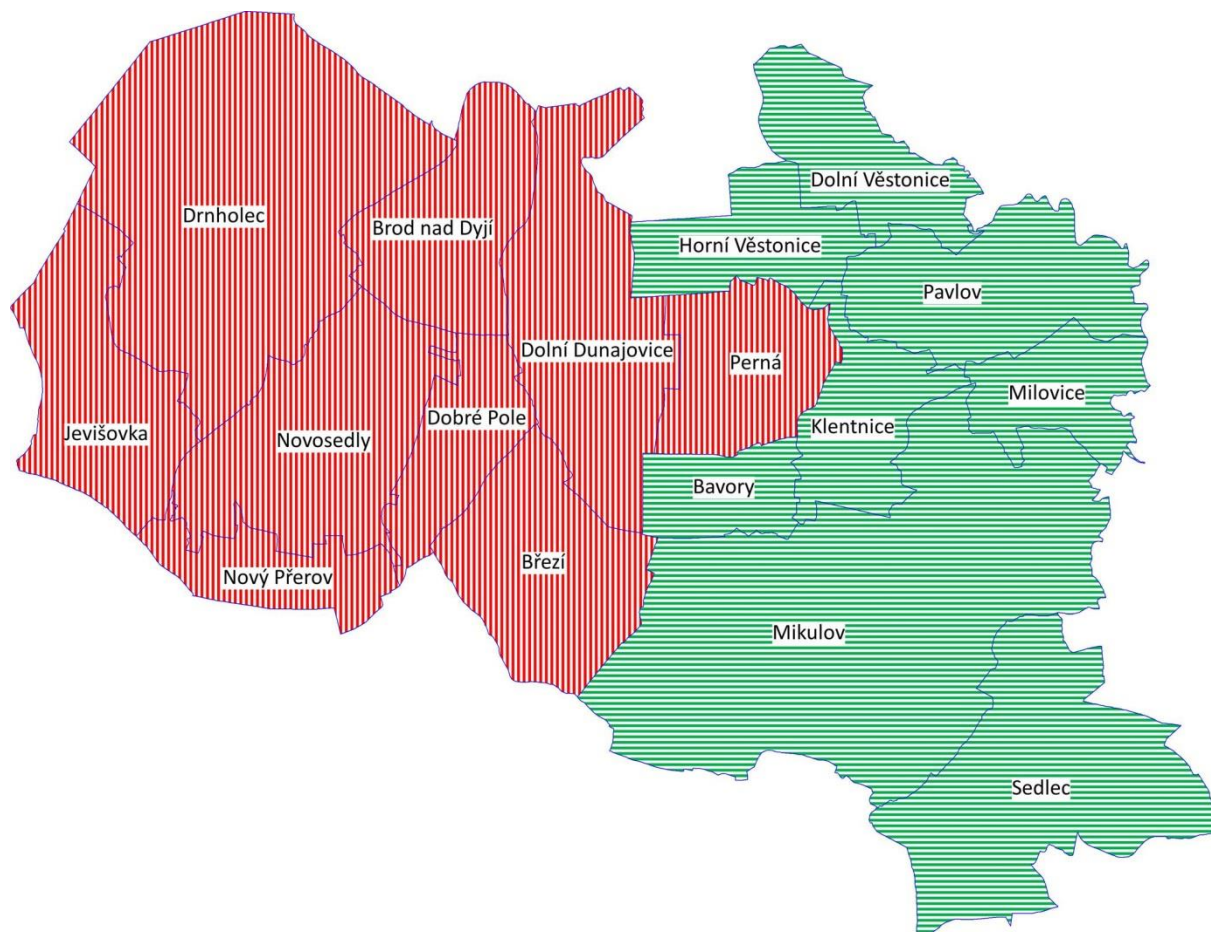 Dolní Věstonice
Drnholec
Brod nad Dyjí
Horní Věstonice
Pavlov
Dolní Dunajovice
Perná
Milovice
Dobré Pole
Klentnice
Jevišovka
Novosedly
Bavory
Březí
Nový Přerov
Mikulov
Sedlec